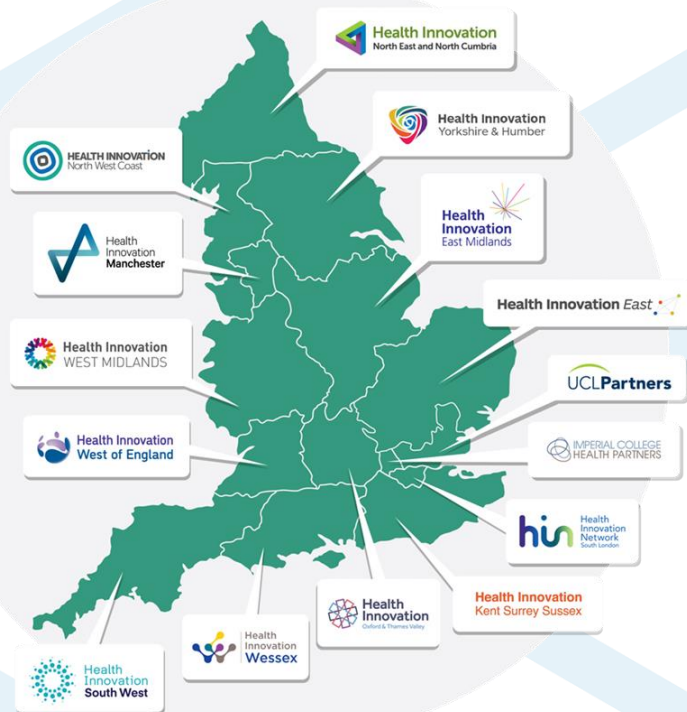 Health Innovation
North East and North Cumbria
Health Innovation
Yorkshire & Humber
HEALTH INNOVATION
North West Coast
Health
Innovation
East Midlands
Health
Innovation
Manchester
Health Innovation East
Health Innovation
WEST MIDLANDS
UCLPartners
Health Innovation
West of England
IMPERIAL COLLEGE
HEALTH PARTNERS
hin
Health
Innovation
Network
South London
Health Innovation
Kent Surrey Sussex
Health
Innovation
Oxford & Thames Valley
Health
Innovation
Wessex
Health
Innovation
South West